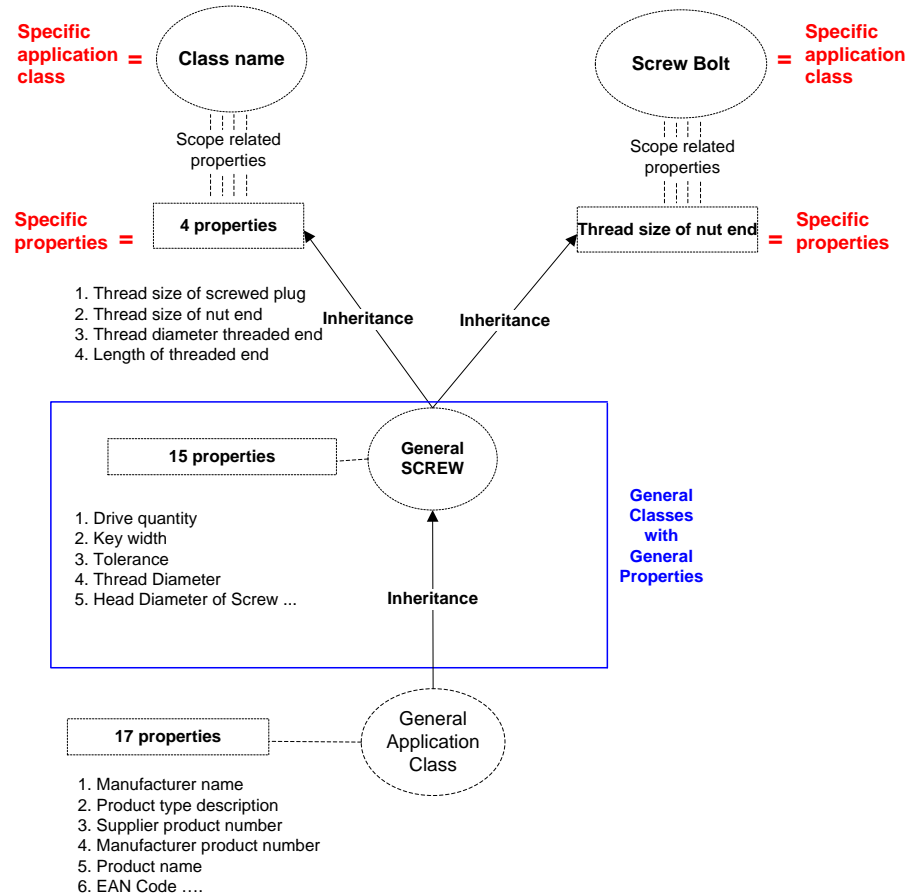 Specific
application
class
=
Class name
Screw Bolt
=
Specific
application
class
Scope related
properties
Scope related
properties
Specific
properties =
4 properties
Thread size of nut end
=
Specific
properties
1. Thread size of screwed plug
2. Thread size of nut end
3. Thread diameter threaded end
4. Length of threaded end
Inheritance
Inheritance
15 properties
General
SCREW
1. Drive quantity
2. Key width
3. Tolerance
4. Thread Diameter
5. Head Diameter of Screw ...
General
Classes
with
General
Properties
Inheritance
17 properties
General
Application
Class
1. Manufacturer name
2. Product type description
3. Supplier product number
4. Manufacturer product number
5. Product name
6. EAN Code ....